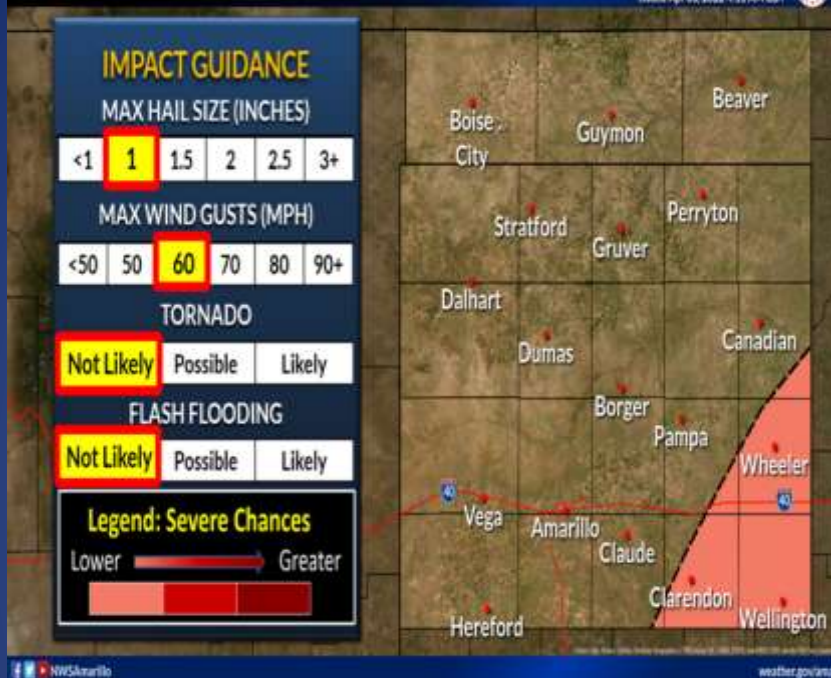 IMPACT GUIDANCE
MAX HAIL SIZE (INCHES)
<1 1 1.5 2 2.5 3+
MAX WIND GUSTS (MPH)
<50 50 60 70 80 90+
TORNADO
Not Likely Possible Likely
FLASH FLOODING
Not Likely Possible Likely
Legend: Severe Chances
Lower Greater
Boise City
Guymon
Beaver
Stratford
Gruver
Perryton
Dalhart
Dumas
Canadian
Borger
Pampa
Wheeler
40
40
Vega
Amarillo
Claude
Clarendon
Hereford
Wellington
NWSAmarillo
weather.gov/ama